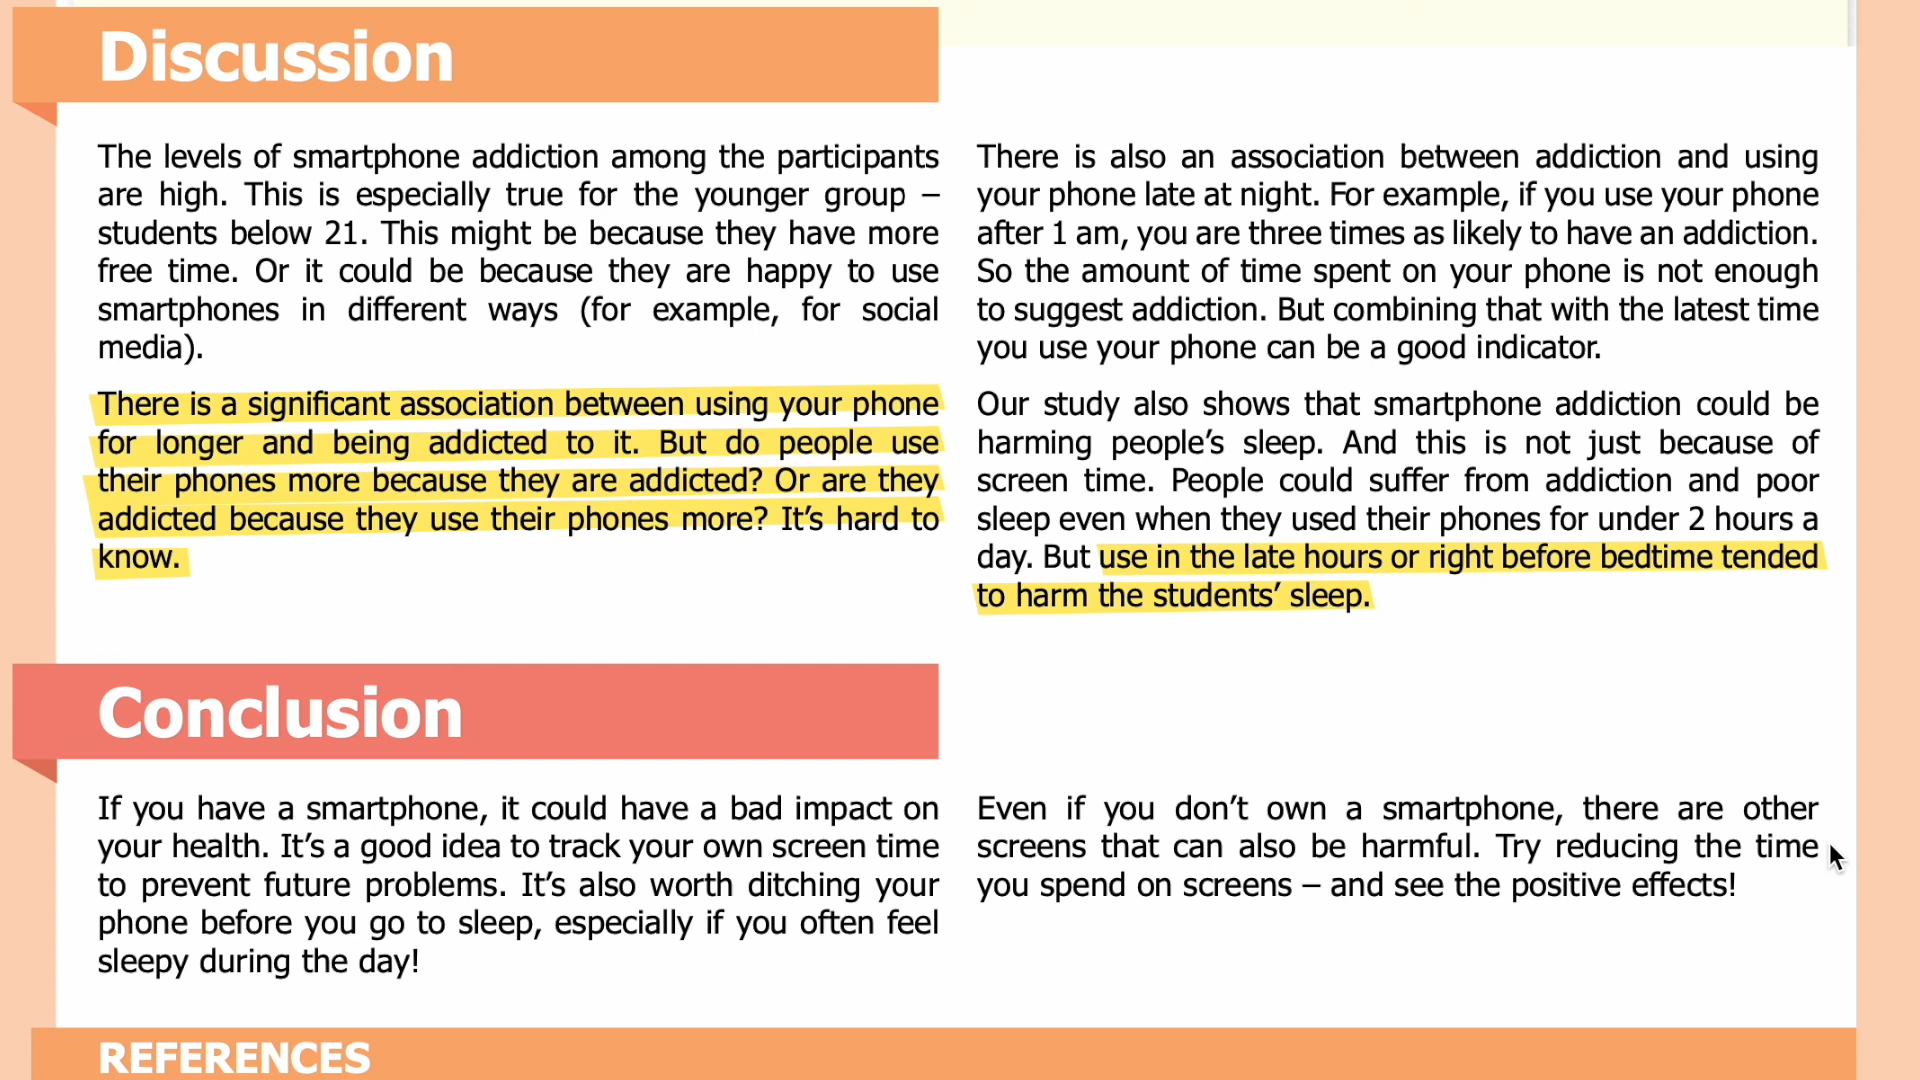 Discussion
The levels of smartphone addiction among the participants
are high. This is especially true for the younger group –
students below 21. This might be because they have more
free time. Or it could be because they are happy to use
smartphones in different ways (for example, for social
media).
There is a significant association between using your phone
for longer and being addicted to it. But do people use
their phones more because they are addicted? Or are they
addicted because they use their phones more? It’s hard to
know.
There is also an association between addiction and using
your phone late at night. For example, if you use your phone
after 1 am, you are three times as likely to have an addiction.
So the amount of time spent on your phone is not enough
to suggest addiction. But combining that with the latest time
you use your phone can be a good indicator.
Our study also shows that smartphone addiction could be
harming people’s sleep. And this is not just because of
screen time. People could suffer from addiction and poor
sleep even when they used their phones for under 2 hours a
day. But use in the late hours or right before bedtime tended
to harm the students’ sleep.
Conclusion
If you have a smartphone, it could have a bad impact on
your health. It’s a good idea to track your own screen time
to prevent future problems. It’s also worth ditching your
phone before you go to sleep, especially if you often feel
sleepy during the day!
Even if you don’t own a smartphone, there are other
screens that can also be harmful. Try reducing the time
you spend on screens – and see the positive effects!
REFERENCES